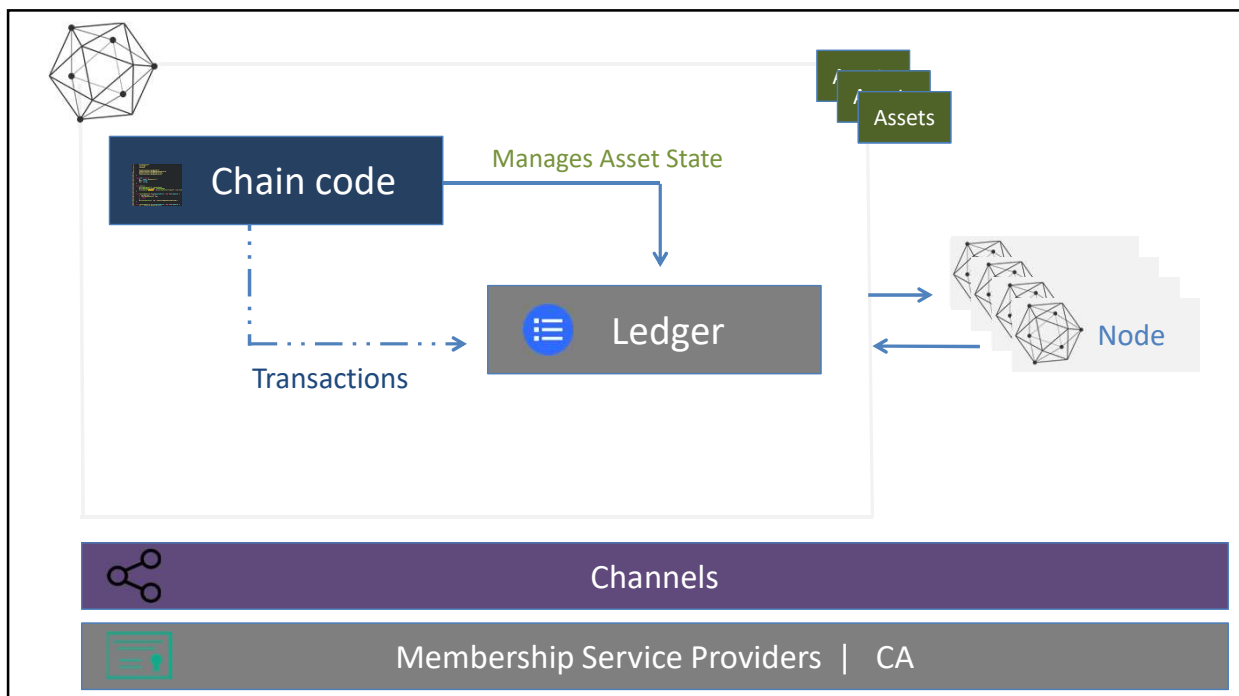 Assets
Chain code
Manages Asset State
Ledger
Transactions
Node
Channels
Membership Service Providers | CA